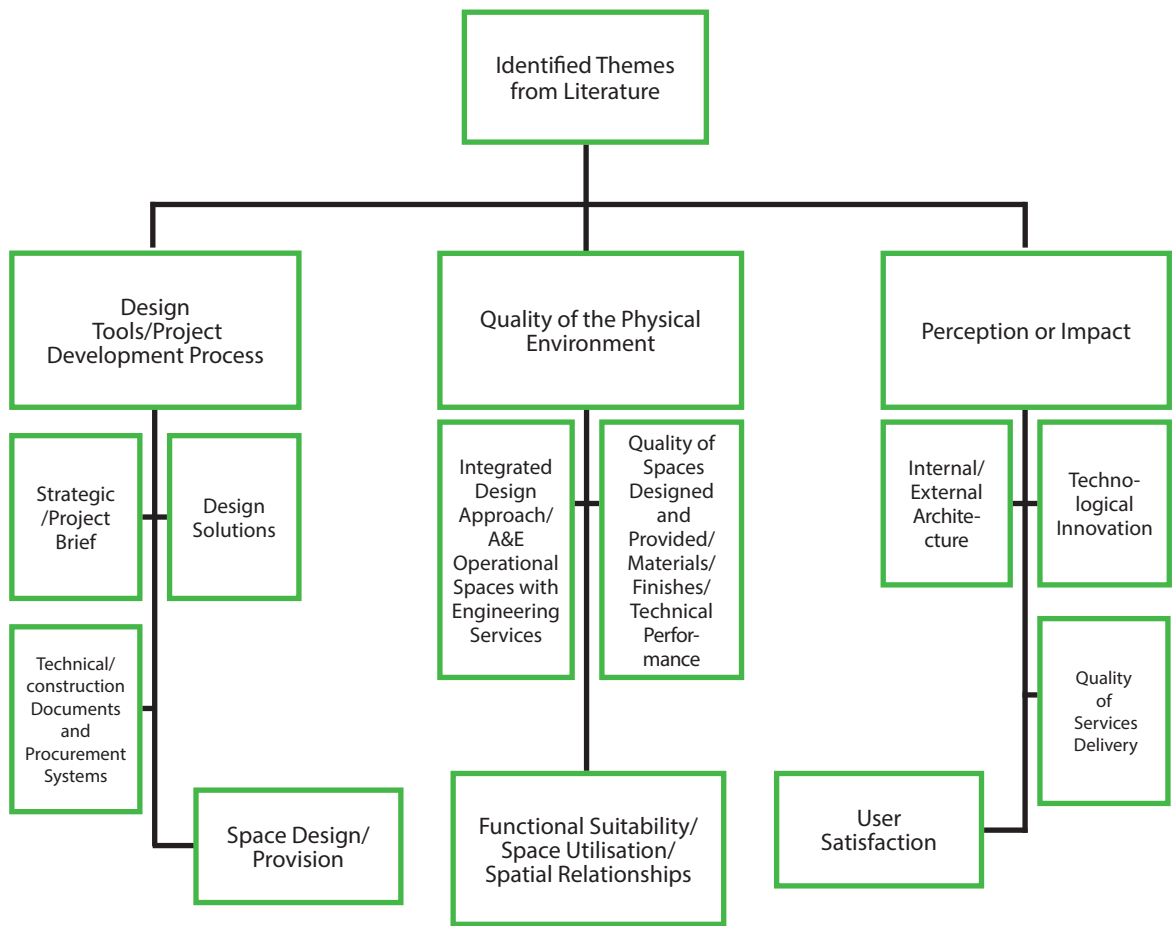 Identified Themes
from Literature
Design
Tools/Project
Development Process
Quality of the Physical
Environment
Perception or Impact
Strategic
/Project
Brief
Design
Solutions
Integrated
Design
Approach/
A&E
Operational
Spaces with
Engineering
Services
Quality of
Spaces
Designed
and
Provided/
Materials/
Finishes/
Technical
Perfor-
mance
Internal/
External
Archite-
cture
Techno-
logical
Innovation
Technical/
construction
Documents
and
Procurement
Systems
Quality
of
Services
Delivery
Space Design/
Provision
Functional Suitability/
Space Utilisation/
Spatial Relationships
User
Satisfaction